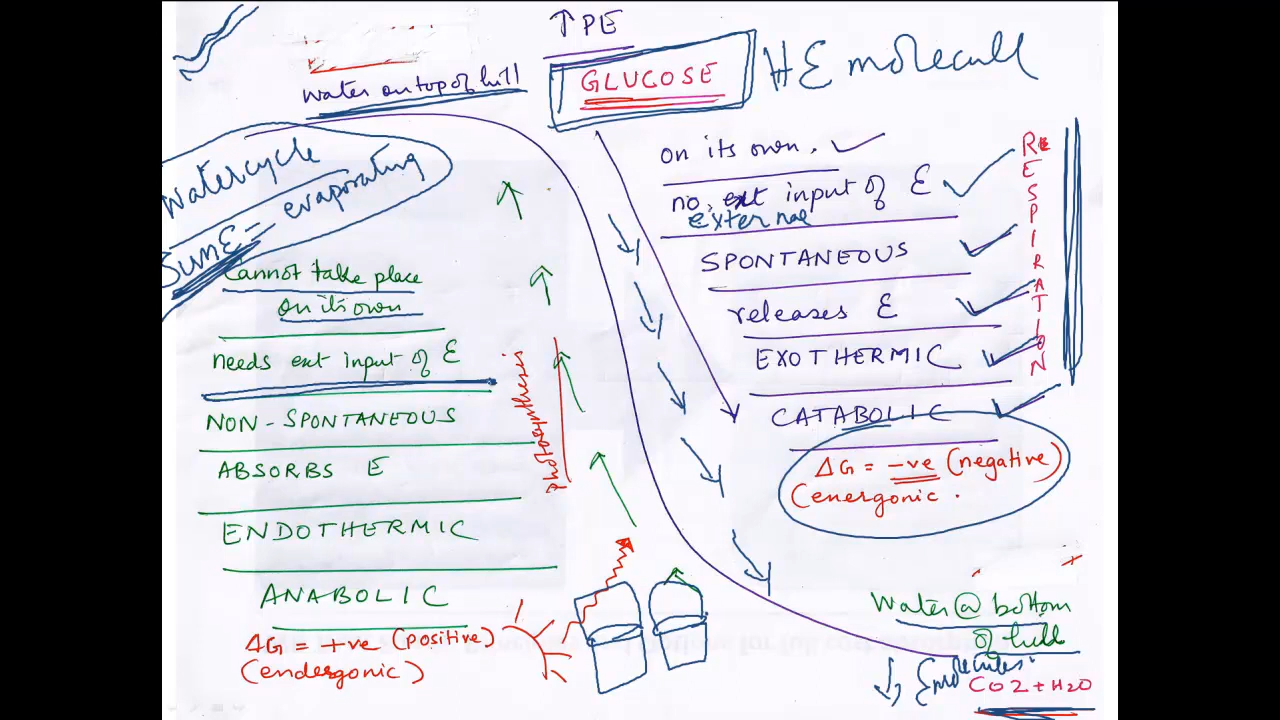 ↑ PE
water on top of hill
GLUCOSE
HE molecule
Watercycle
evaporating
Sun E
Cannot take place
on its own
needs ext input of E
NON-SPONTANEOUS
ABSORBS E
ENDOTHERMIC
ANABOLIC
ΔG = +ve (positive)
(endergonic)
photosynthesis
on its own.
no. ext input of E
external
SPONTANEOUS
releases E
EXOTHERMIC
CATABOLIC
RESPIRATION
ΔG = -ve (negative)
(energonic.
Water @ bottom
of hill
↓, E molecules:
CO2 + H2O